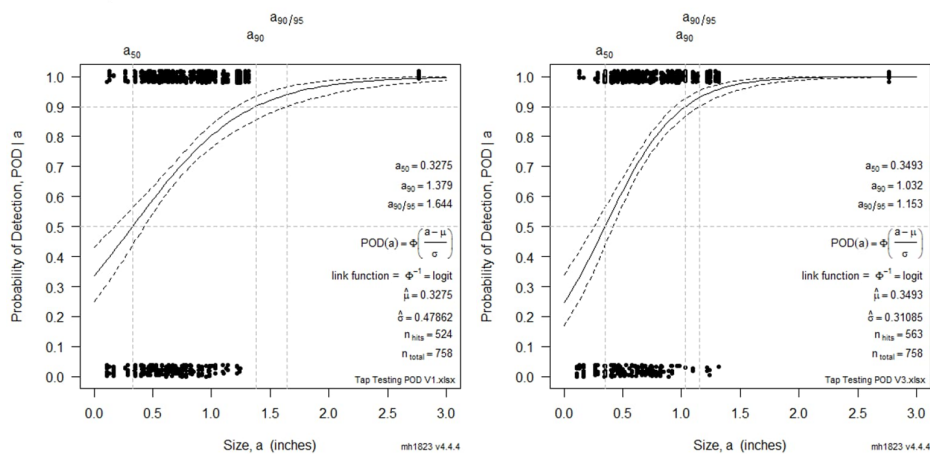 a90/95
a90
a50
1.0
0.9
0.8
0.7
0.6
0.5
0.4
0.3
0.2
0.1
0.0
Probability of Detection, POD | a
a50 = 0.3275
a90 = 1.379
a90/95 = 1.644
POD(a) = Φ(a − μ / σ)
link function = Φ⁻¹ = logit
μ̂ = 0.3275
σ̂ = 0.47862
n hits = 524
n total = 758
Tap Testing POD V1.xlsx
0.0 0.5 1.0 1.5 2.0 2.5 3.0
Size, a (inches)
mh1823 v4.4.4
a90/95
a90
a50
1.0
0.9
0.8
0.7
0.6
0.5
0.4
0.3
0.2
0.1
0.0
Probability of Detection, POD | a
a50 = 0.3493
a90 = 1.032
a90/95 = 1.153
POD(a) = Φ(a − μ / σ)
link function = Φ⁻¹ = logit
μ̂ = 0.3493
σ̂ = 0.31085
n hits = 563
n total = 758
Tap Testing POD V3.xlsx
0.0 0.5 1.0 1.5 2.0 2.5 3.0
Size, a (inches)
mh1823 v4.4.4